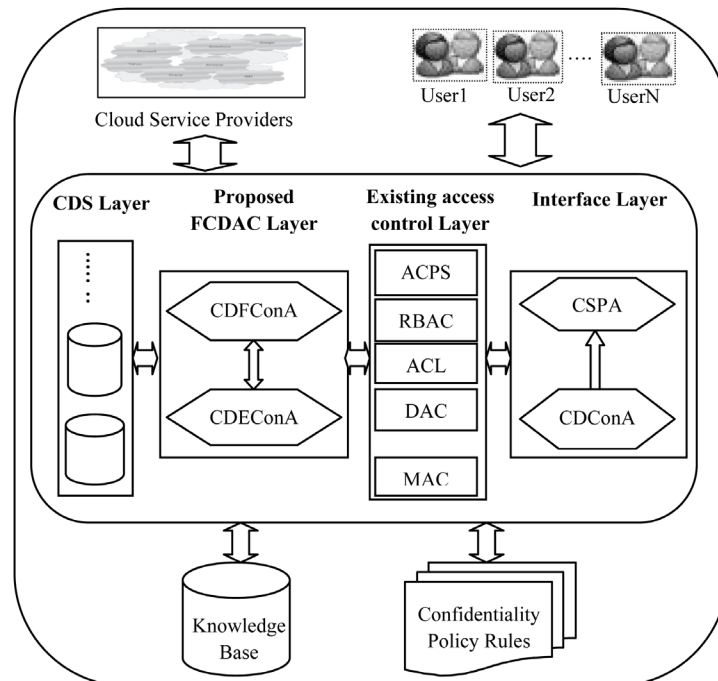 Cloud Service Providers
User1
User2
....
UserN
CDS Layer
Proposed
FCDAC Layer
Existing access
control Layer
Interface Layer
CDFConA
CDEConA
ACPS
RBAC
ACL
DAC
MAC
CSPA
CDConA
Knowledge
Base
Confidentiality
Policy Rules